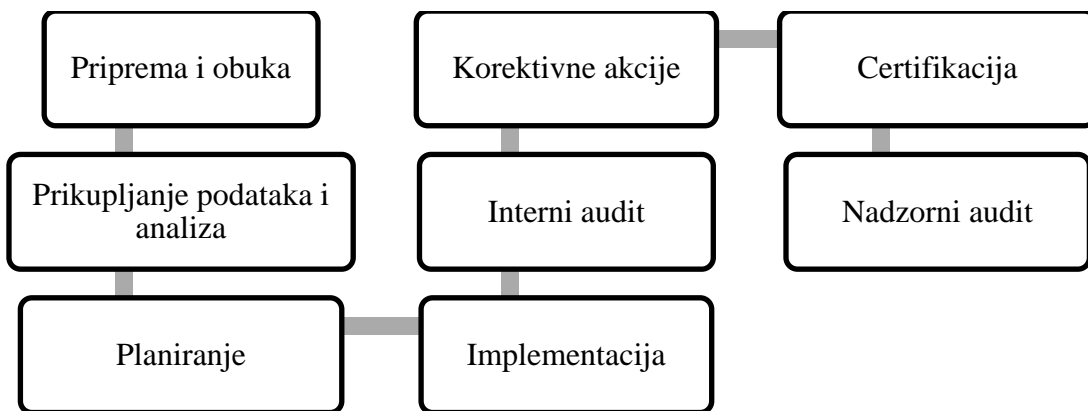 Priprema i obuka
Prikupljanje podataka i
analiza
Planiranje
Implementacija
Interni audit
Korektivne akcije
Certifikacija
Nadzorni audit